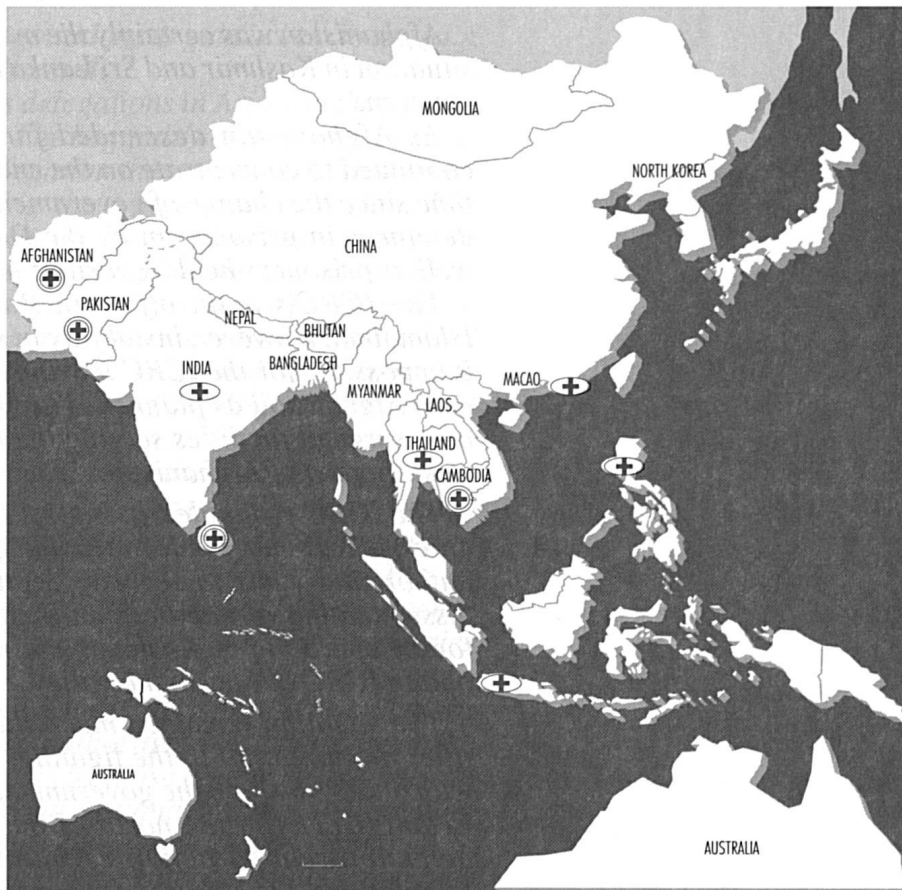 MONGOLIA
NORTH KOREA
CHINA
AFGHANISTAN
PAKISTAN
NEPAL
BHUTAN
BANGLADESH
INDIA
MYANMAR
MACAO
LAOS
THAILAND
CAMBODIA
AUSTRALIA
AUSTRALIA